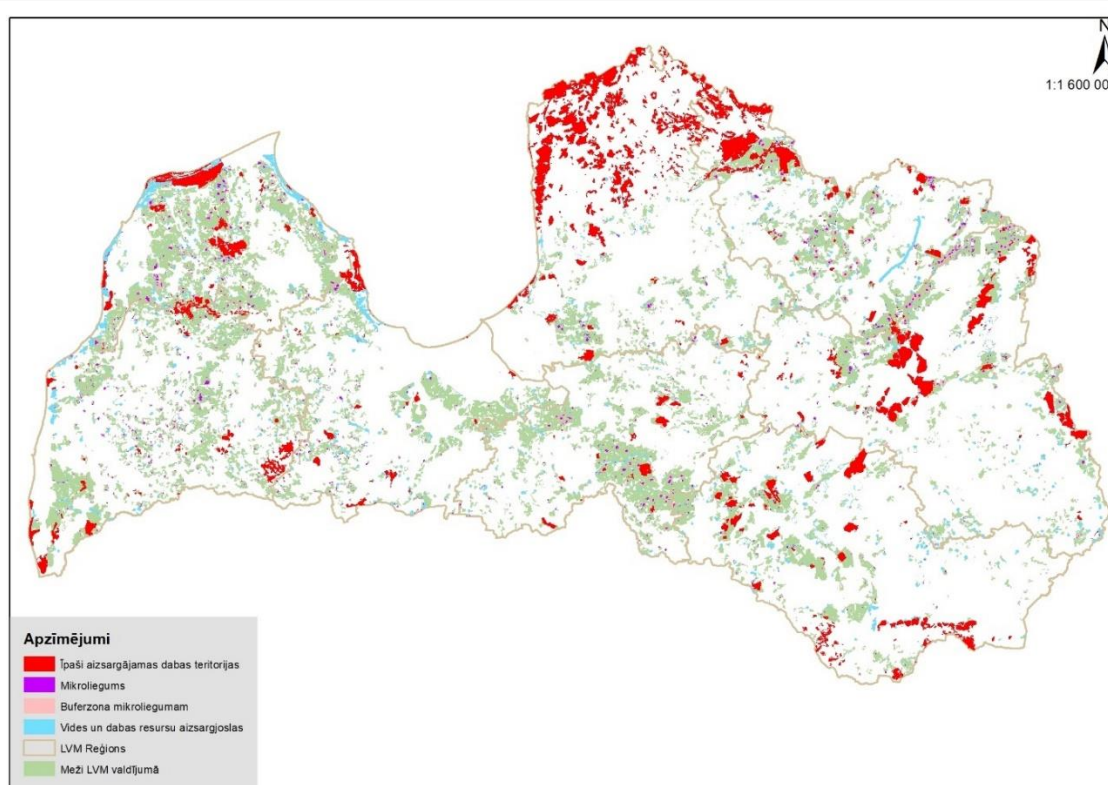 N
1:1 600 00
Apzīmējumi
Īpaši aizsargājamas dabas teritorijas
Mikroliegums
Buferzona mikroliegumam
Vides un dabas resursu aizsargjoslas
LVM Reģions
Meži LVM valdījumā